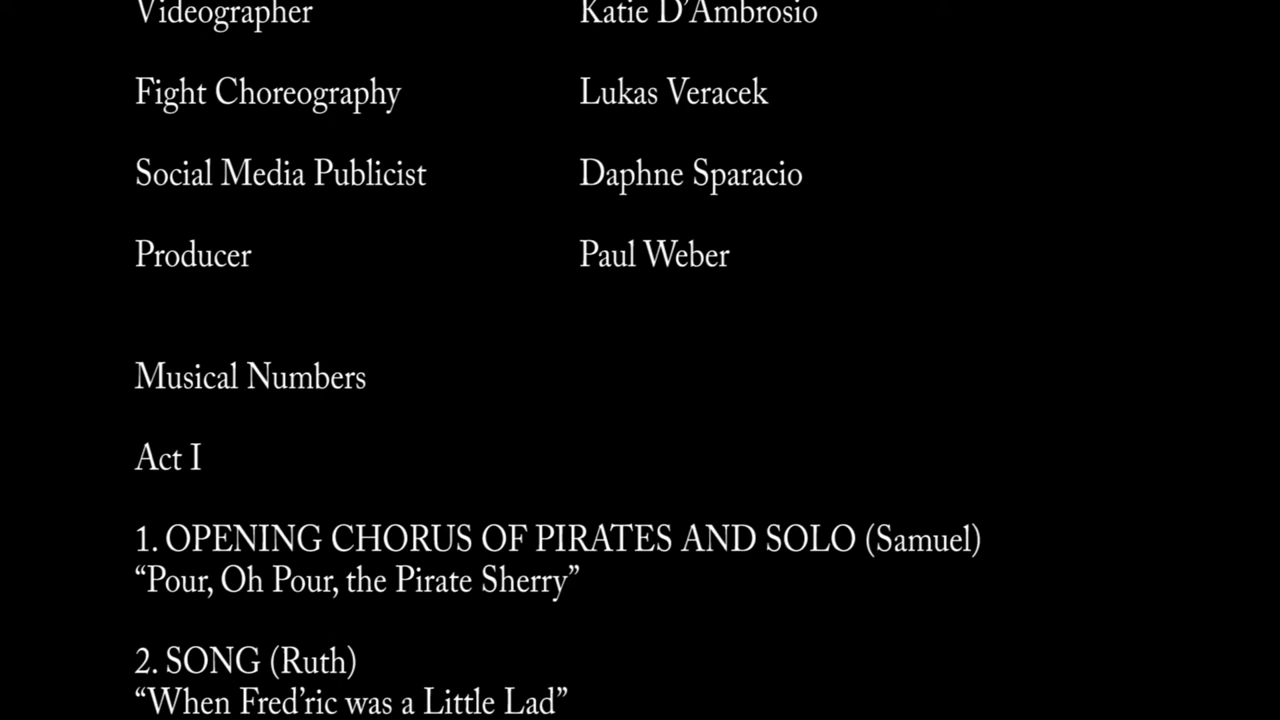 Videographer Katie D’Ambrosio
Fight Choreography Lukas Veracek
Social Media Publicist Daphne Sparacio
Producer Paul Weber
Musical Numbers
Act I
1. OPENING CHORUS OF PIRATES AND SOLO (Samuel)
“Pour, Oh Pour, the Pirate Sherry”
2. SONG (Ruth)
“When Fred’ric was a Little Lad”